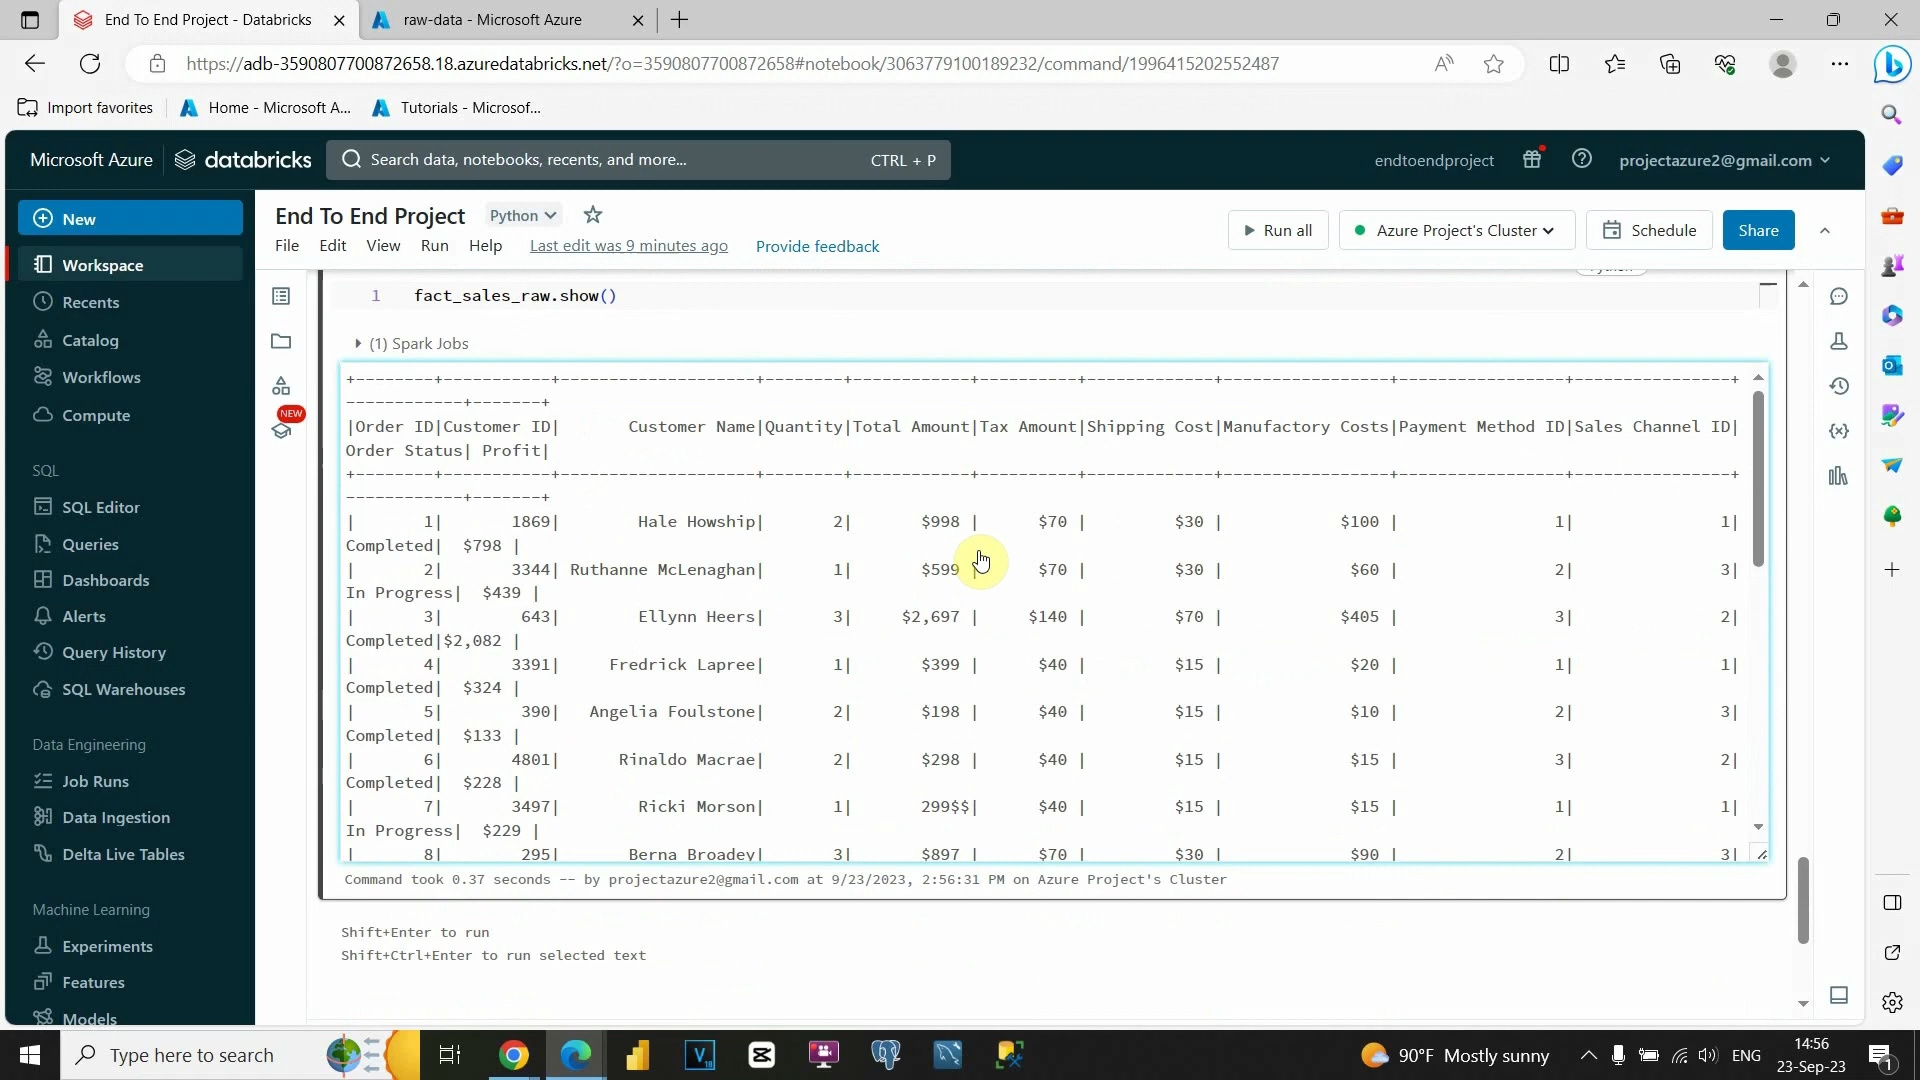 End To End Project - Databricks
raw-data - Microsoft Azure
https://adb-3590807700872658.18.azuredatabricks.net/?o=3590807700872658#notebook/3063779100189232/command/1996415202552487
Import favorites
Home - Microsoft A...
Tutorials - Microsof...
Microsoft Azure
databricks
Search data, notebooks, recents, and more...
CTRL + P
endtoendproject
projectazure2@gmail.com
New
Workspace
Recents
Catalog
Workflows
Compute
SQL
SQL Editor
Queries
Dashboards
Alerts
Query History
SQL Warehouses
Data Engineering
Job Runs
Data Ingestion
Delta Live Tables
Machine Learning
Experiments
Features
Models
End To End Project
Python
File Edit View Run Help Last edit was 9 minutes ago Provide feedback
Run all
Azure Project's Cluster
Schedule
Share
NEW
1 fact_sales_raw.show()
(1) Spark Jobs
+--------+-----------+--------------------+--------+------------+----------+-------------+-----------------+-----------------+----------------+
------------+-------+
|Order ID|Customer ID| Customer Name|Quantity|Total Amount|Tax Amount|Shipping Cost|Manufactory Costs|Payment Method ID|Sales Channel ID|
Order Status| Profit|
+--------+-----------+--------------------+--------+------------+----------+-------------+-----------------+-----------------+----------------+
------------+-------+
| 1| 1869| Hale Howship| 2| $998 | $70 | $30 | $100 | 1| 1|
Completed| $798 |
| 2| 3344| Ruthanne McLenaghan| 1| $599 | $70 | $30 | $60 | 2| 3|
In Progress| $439 |
| 3| 643| Ellynn Heers| 3| $2,697 | $140 | $70 | $405 | 3| 2|
Completed|$2,082 |
| 4| 3391| Fredrick Lapree| 1| $399 | $40 | $15 | $20 | 1| 1|
Completed| $324 |
| 5| 390| Angelia Foulstone| 2| $198 | $40 | $15 | $10 | 2| 3|
Completed| $133 |
| 6| 4801| Rinaldo Macrae| 2| $298 | $40 | $15 | $15 | 3| 2|
Completed| $228 |
| 7| 3497| Ricki Morson| 1| 299$$| $40 | $15 | $15 | 1| 1|
In Progress| $229 |
| 8| 295| Berna Broadey| 3| $897 | $70 | $30 | $90 | 2| 3|
Command took 0.37 seconds -- by projectazure2@gmail.com at 9/23/2023, 2:56:31 PM on Azure Project's Cluster
Shift+Enter to run
Shift+Ctrl+Enter to run selected text
Type here to search
90°F Mostly sunny
ENG
14:56
23-Sep-23
1